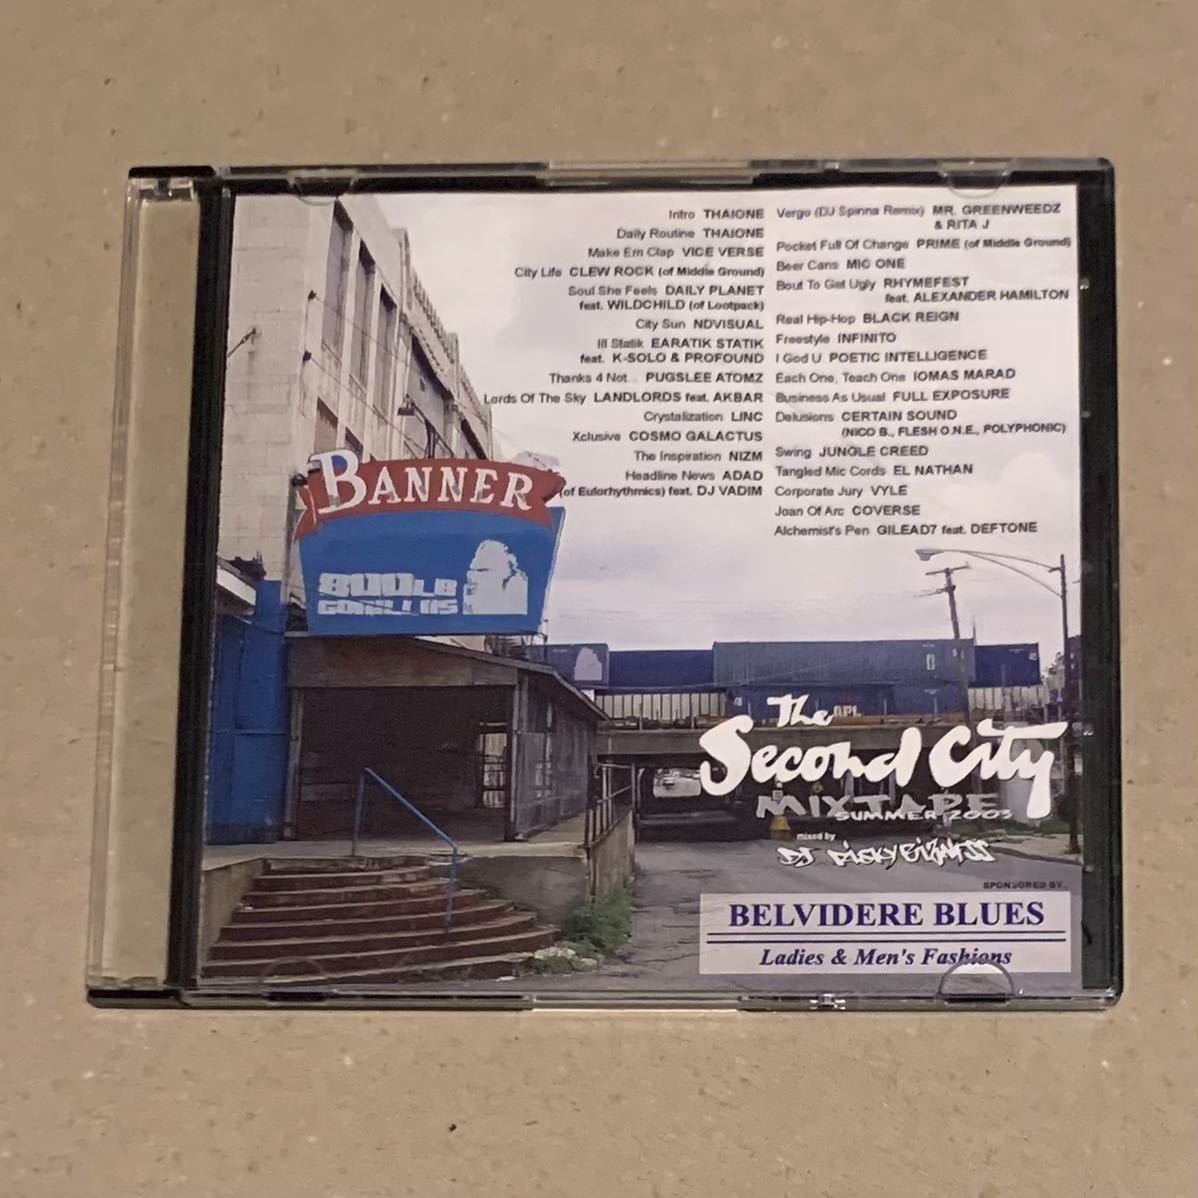 Intro THAIONE
Daily Routine THAIONE
Make Em Clap VICE VERSE
City Life CLEW ROCK (of Middle Ground)
Soul She Feels DAILY PLANET
feat. WILDCHILD (of Lootpack)
City Sun NDVISUAL
Ill Statik EARATIK STATIK
feat. K-SOLO & PROFOUND
Thanks 4 Not... PUGSLEE ATOMZ
Lords Of The Sky LANDLORDS feat. AKBAR
Crystalization LINC
Xclusive COSMO GALACTUS
The Inspiration NIZM
Headline News ADAD
(of Eulorhythmics) feat. DJ VADIM
Vergo (DJ Spinna Remix) MR. GREENWEEDZ
& RITA J
Pocket Full Of Change PRIME (of Middle Ground)
Beer Cans MIC ONE
Bout To Get Ugly RHYMEFEST
feat. ALEXANDER HAMILTON
Real Hip-Hop BLACK REIGN
Freestyle INFINITO
I God U POETIC INTELLIGENCE
Each One, Teach One IOMAS MARAD
Business As Usual FULL EXPOSURE
Delusions CERTAIN SOUND
(NICO B., FLESH O.N.E., POLYPHONIC)
Swing JUNGLE CREED
Tangled Mic Cords EL NATHAN
Corporate Jury VYLE
Joan Of Arc COVERSE
Alchemist's Pen GILEAD7 feat. DEFTONE
BANNER
800LB
GORILLAS
APL
The
Second City
MIXTAPE
SUMMER 2003
mixed by
DJ RISKY BIZNESS
SPONSORED BY...
BELVIDERE BLUES
Ladies & Men's Fashions